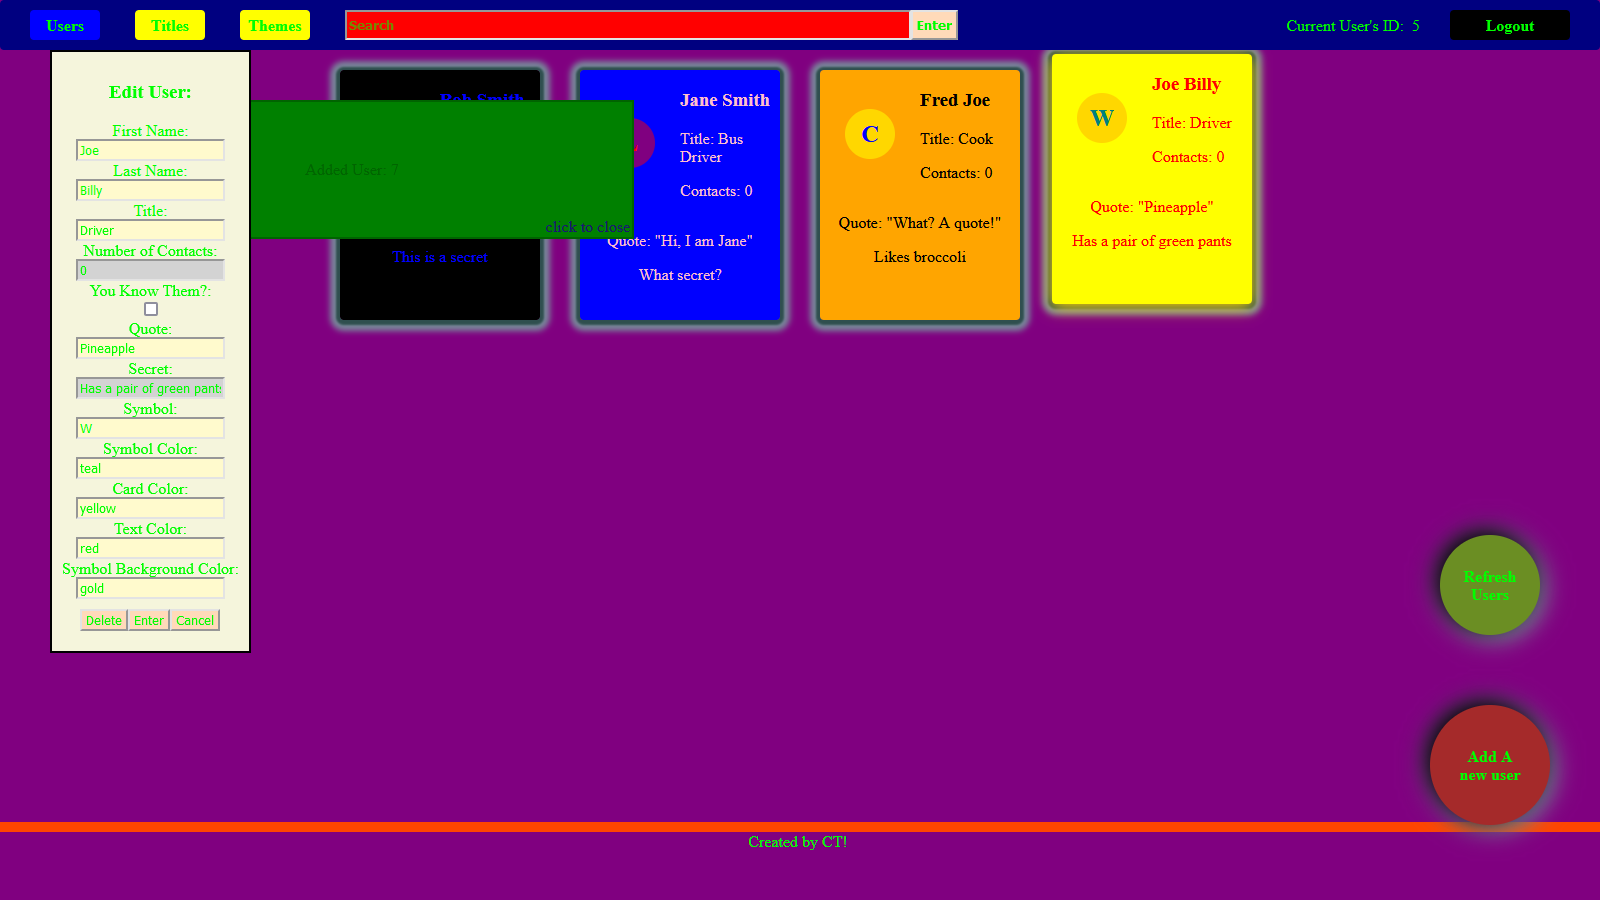 Users Titles Themes Search Enter Current User's ID: 5 Logout
Edit User:
First Name:
Joe
Last Name:
Billy
Title:
Driver
Number of Contacts:
0
You Know Them?:
Quote:
Pineapple
Secret:
Has a pair of green pants
Symbol:
W
Symbol Color:
teal
Card Color:
yellow
Text Color:
red
Symbol Background Color:
gold
Delete Enter Cancel
Added User: 7
click to close
Bob Smith
This is a secret
Jane Smith
Title: Bus
Driver
Contacts: 0
Quote: "Hi, I am Jane"
What secret?
Fred Joe
C
Title: Cook
Contacts: 0
Quote: "What? A quote!"
Likes broccoli
Joe Billy
W
Title: Driver
Contacts: 0
Quote: "Pineapple"
Has a pair of green pants
Refresh
Users
Add A
new user
Created by CT!